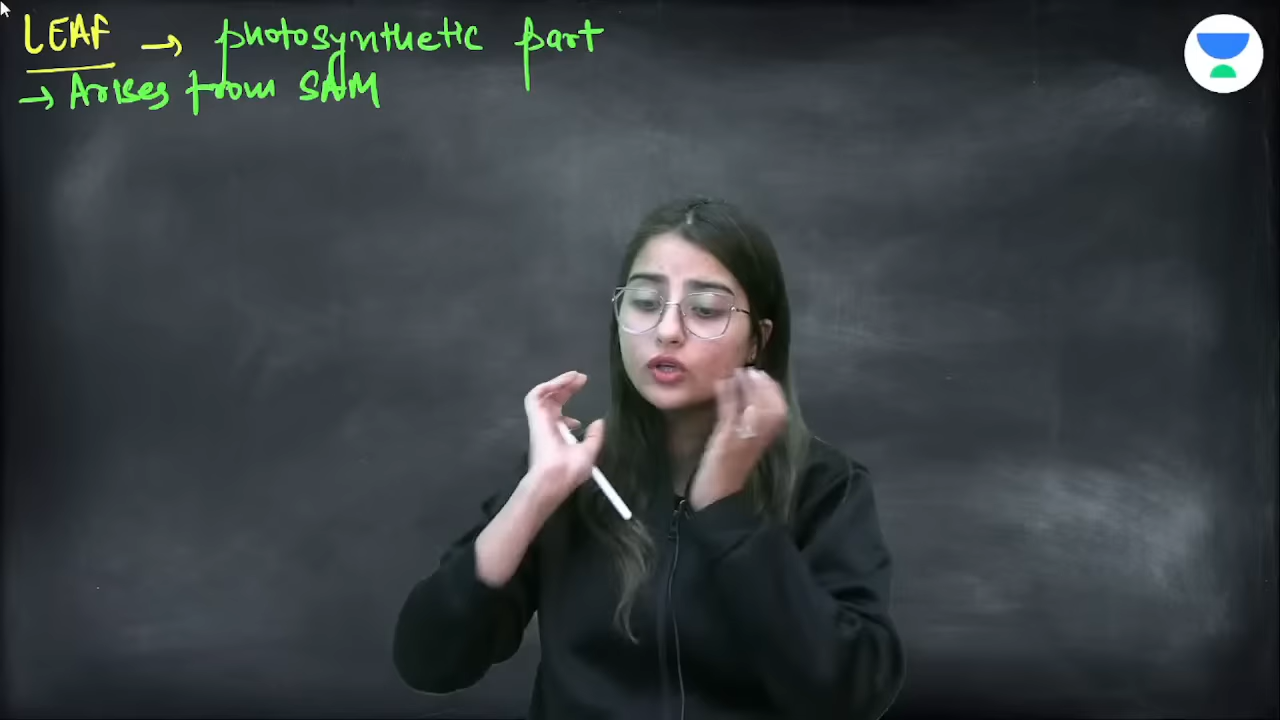 LEAF → photosynthetic part
→ Arises from SAM